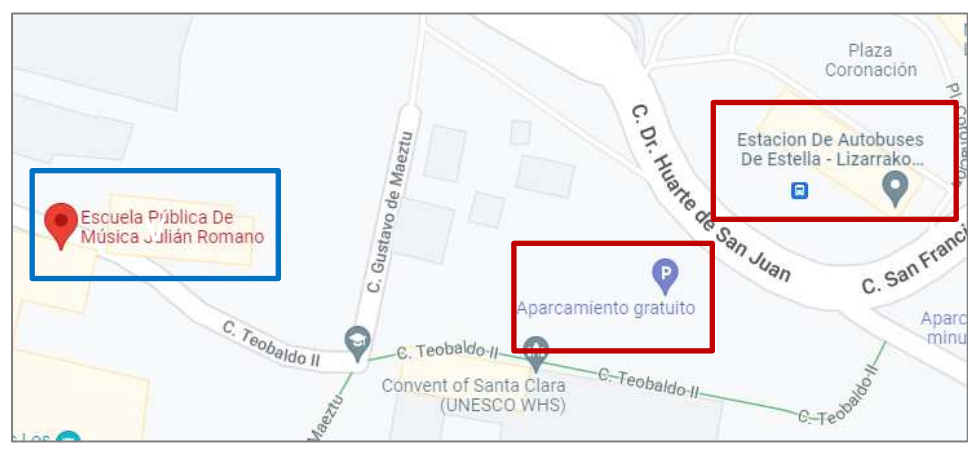 Plaza
Coronación
C. Dr. Huarte de San Juan
Estacion De Autobuses
De Estella - Lizarrako...
C. Gustavo de Maeztu
Escuela Pública De
Música Julián Romano
C. San Franci
P
Aparcamiento gratuito
Aparc
minu
C. Teobaldo II
C. Teobaldo II
C. Teobaldo II
C. Teobaldo II
Convent of Santa Clara
(UNESCO WHS)
Maeztu